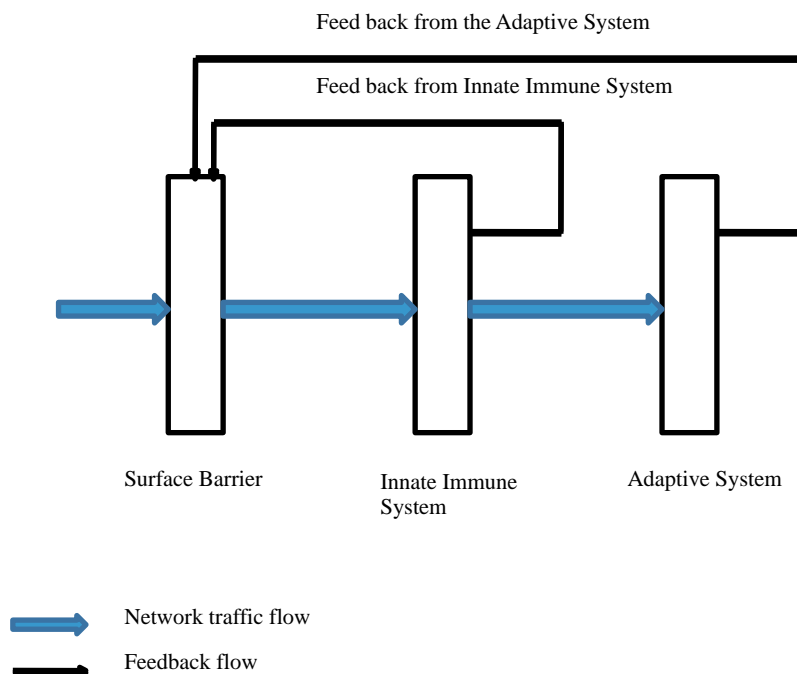 Feed back from the Adaptive System
Feed back from Innate Immune System
Surface Barrier
Innate Immune
System
Adaptive System
Network traffic flow
Feedback flow